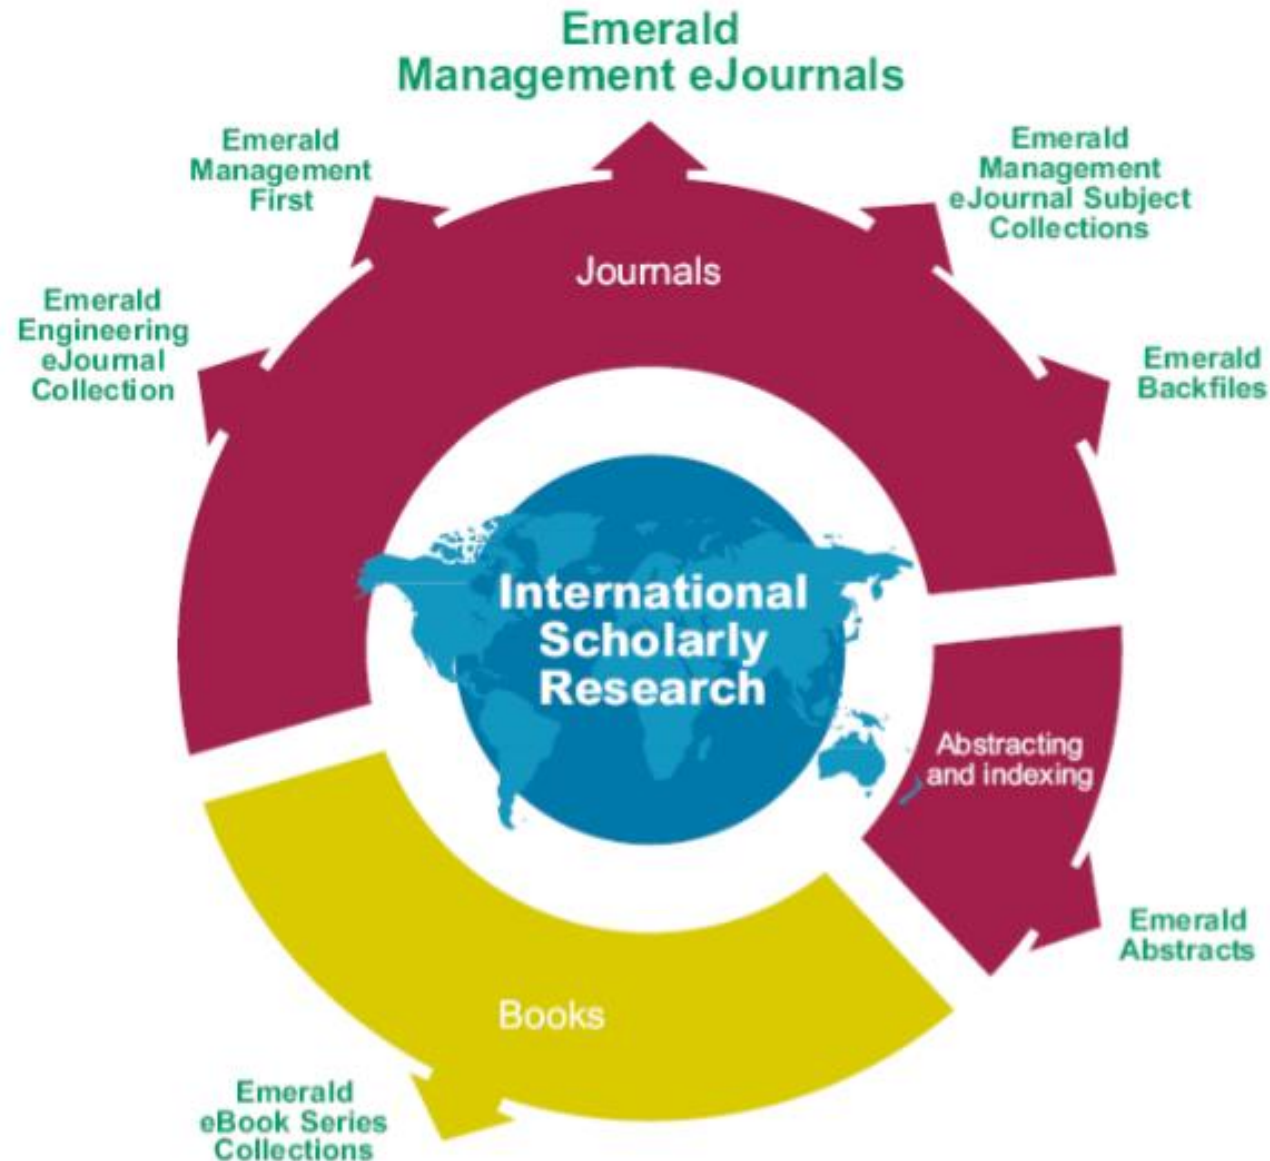 Emerald
Management eJournals
Emerald
Management
First
Emerald
Management
eJournal Subject
Collections
Journals
Emerald
Engineering
eJournal
Collection
Emerald
Backfiles
International
Scholarly
Research
Abstracting
and indexing
Emerald
Abstracts
Books
Emerald
eBook Series
Collections